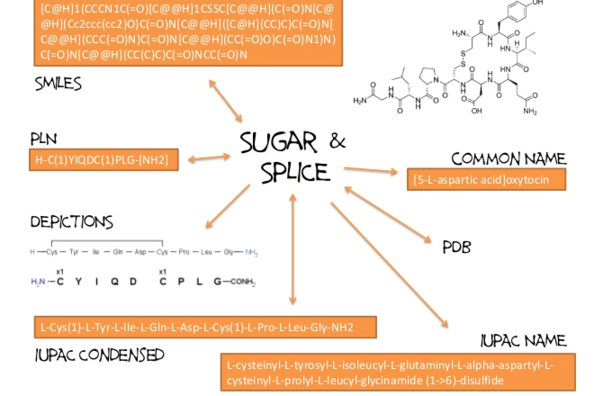 [C@H]1(CCCN1C(=O)[C@@H]1CSSC[C@@H](C(=O)N[C@
@H](Cc2ccc(cc2)O)C(=O)N[C@@H]([C@H](CC)C)C(=O)N[
C@@H](CCC(=O)N)C(=O)N[C@@H](CC(=O)O)C(=O)N1)N)
C(=O)N[C@@H](CC(C)C)C(=O)NCC(=O)N
SMILES
PLN
H-C(1)YIQDC(1)PLG-[NH2]
SUGAR &
SPLICE
COMMON NAME
[5-L-aspartic acid]oxytocin
DEPICTIONS
H — Cys — Tyr — Ile — Gln — Asp — Cys — Pro — Leu — Gly — NH2
x1 x1
H2N — C Y I Q D C P L G — CONH2
PDB
L-Cys(1)-L-Tyr-L-Ile-L-Gln-L-Asp-L-Cys(1)-L-Pro-L-Leu-Gly-NH2
IUPAC CONDENSED
IUPAC NAME
L-cysteinyl-L-tyrosyl-L-isoleucyl-L-glutaminyl-L-alpha-aspartyl-L-
cysteinyl-L-prolyl-L-leucyl-glycinamide (1->6)-disulfide